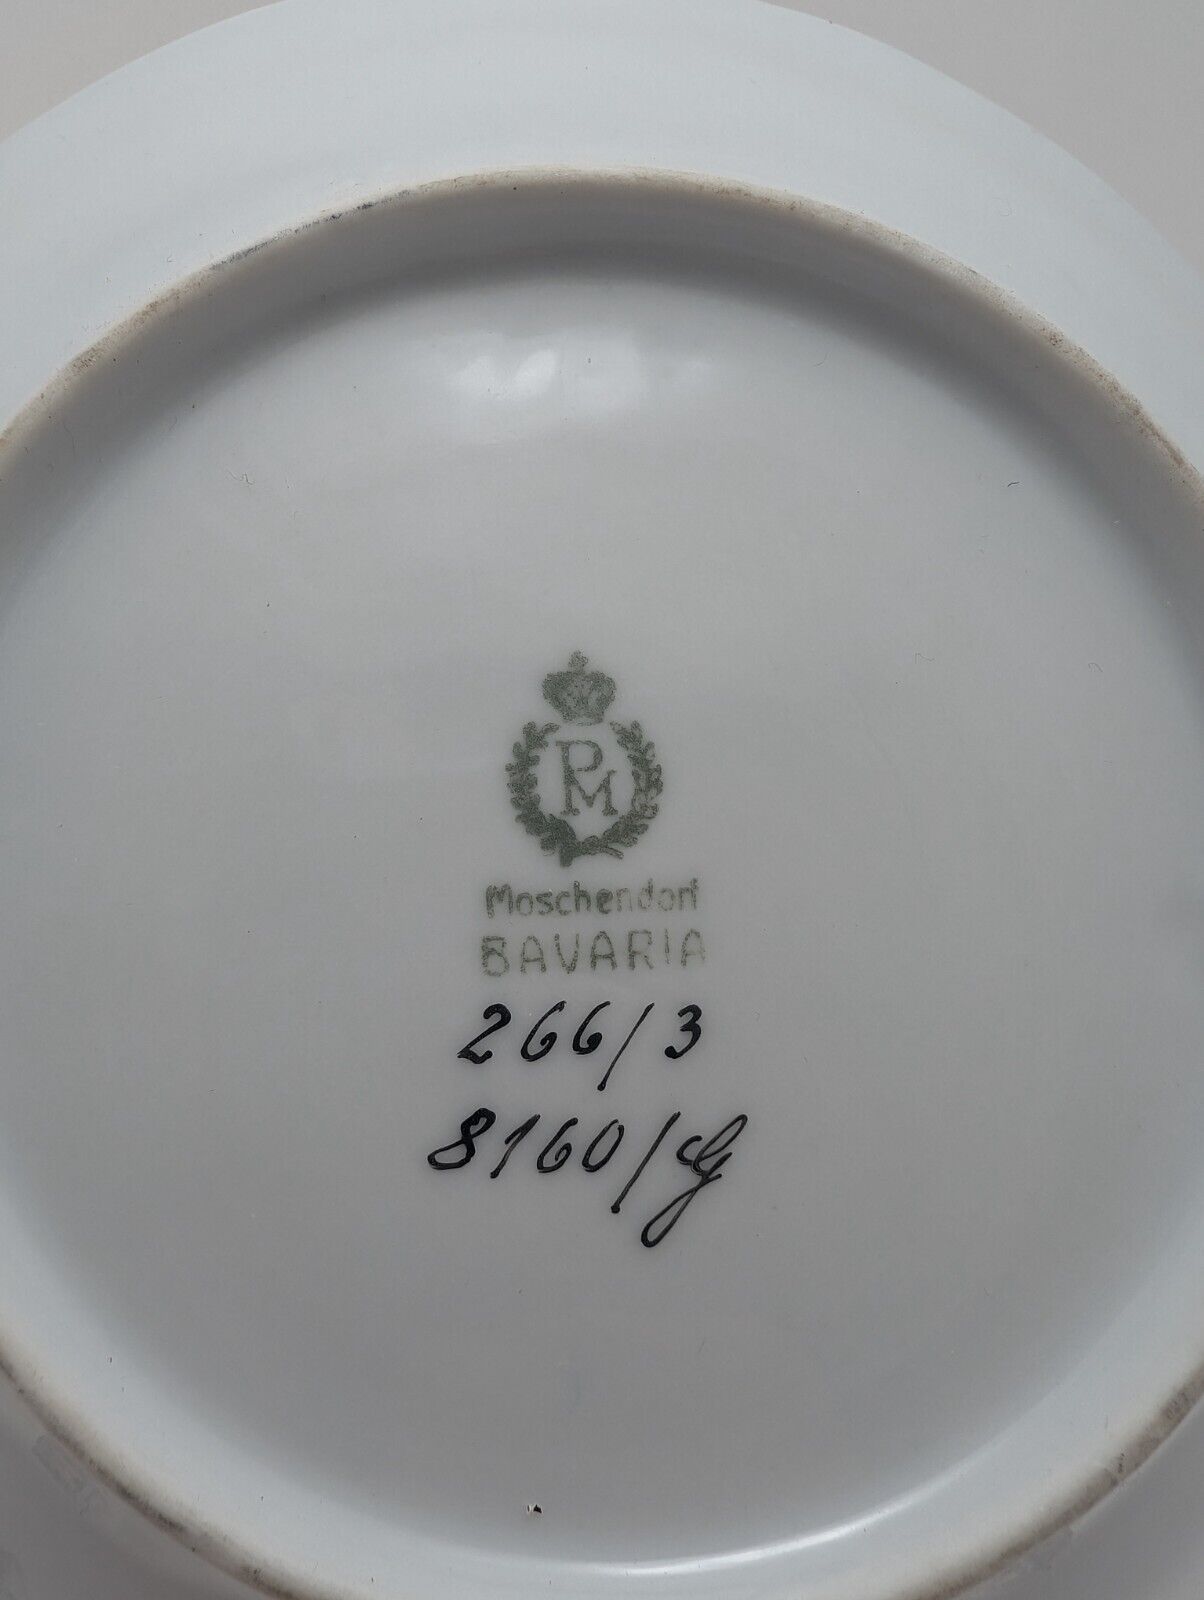 PM
Moschendorf
BAVARIA
266/3
8160/G